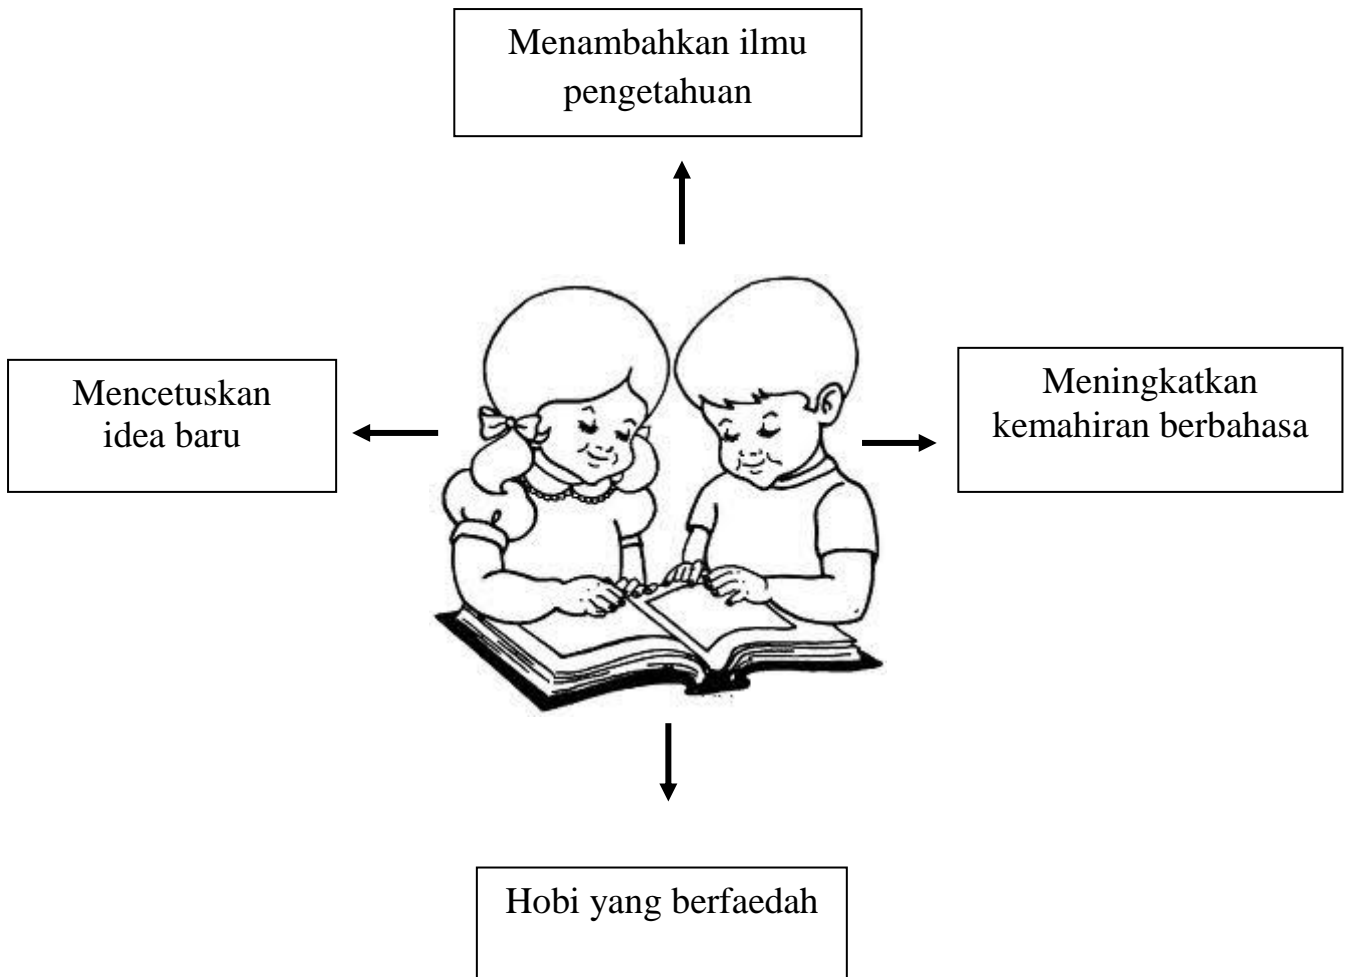 Menambahkan ilmu
pengetahuan
Mencetuskan
idea baru
Meningkatkan
kemahiran berbahasa
Hobi yang berfaedah